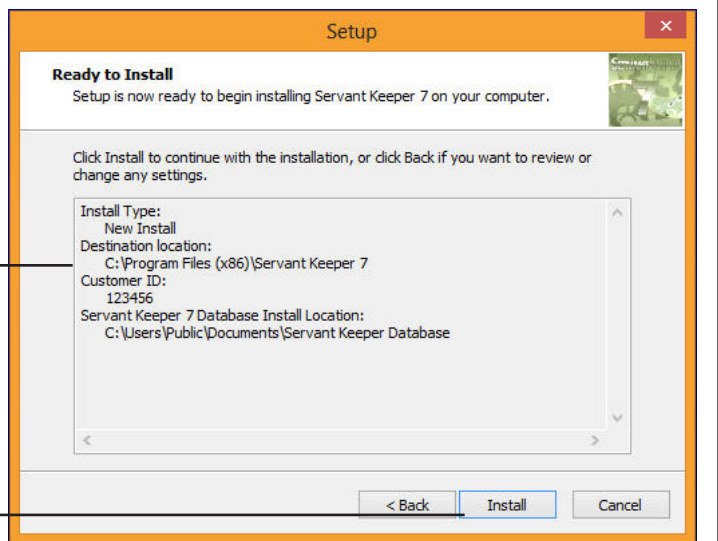 Setup
Ready to Install
Setup is now ready to begin installing Servant Keeper 7 on your computer.
Click Install to continue with the installation, or click Back if you want to review or
change any settings.
Install Type:
New Install
Destination location:
C:\Program Files (x86)\Servant Keeper 7
Customer ID:
123456
Servant Keeper 7 Database Install Location:
C:\Users\Public\Documents\Servant Keeper Database
< Back
Install
Cancel